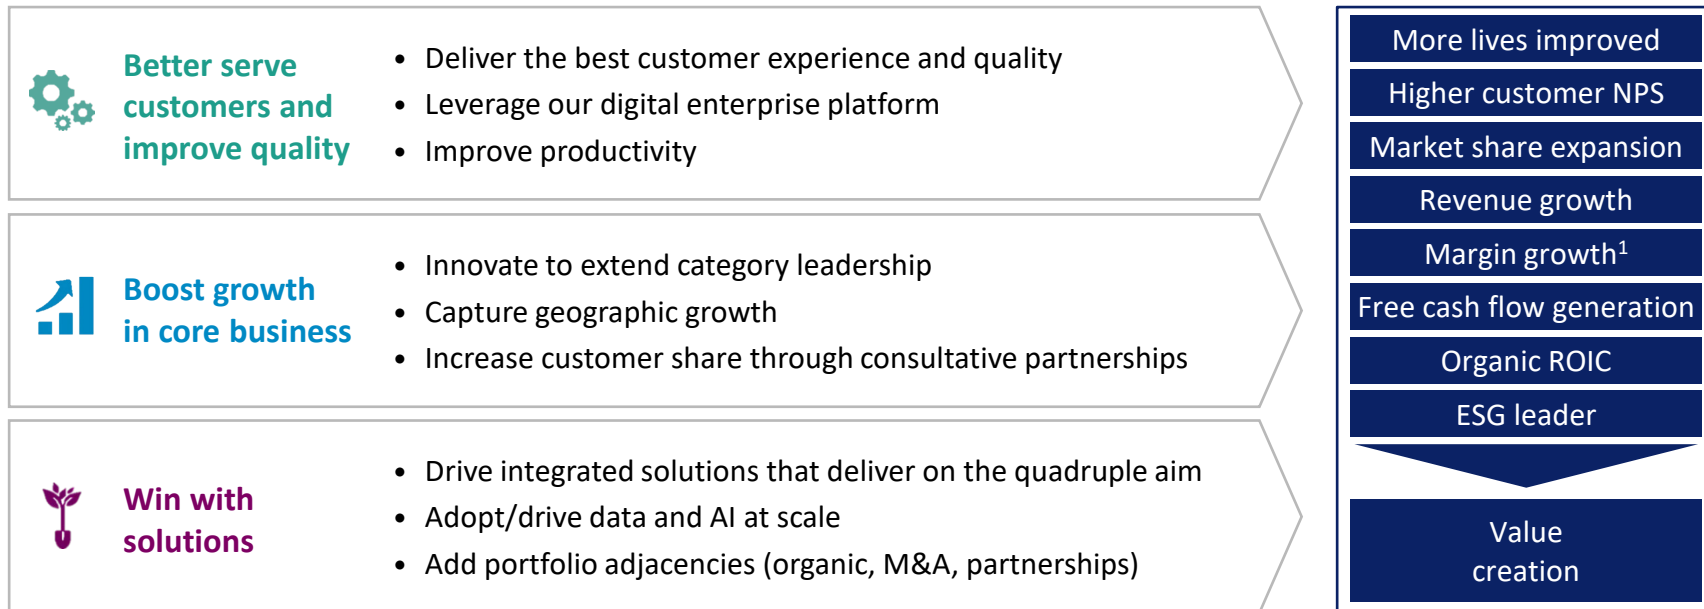 Better serve
customers and
improve quality
• Deliver the best customer experience and quality
• Leverage our digital enterprise platform
• Improve productivity
Boost growth
in core business
• Innovate to extend category leadership
• Capture geographic growth
• Increase customer share through consultative partnerships
Win with
solutions
• Drive integrated solutions that deliver on the quadruple aim
• Adopt/drive data and AI at scale
• Add portfolio adjacencies (organic, M&A, partnerships)
More lives improved
Higher customer NPS
Market share expansion
Revenue growth
Margin growth¹
Free cash flow generation
Organic ROIC
ESG leader
Value
creation